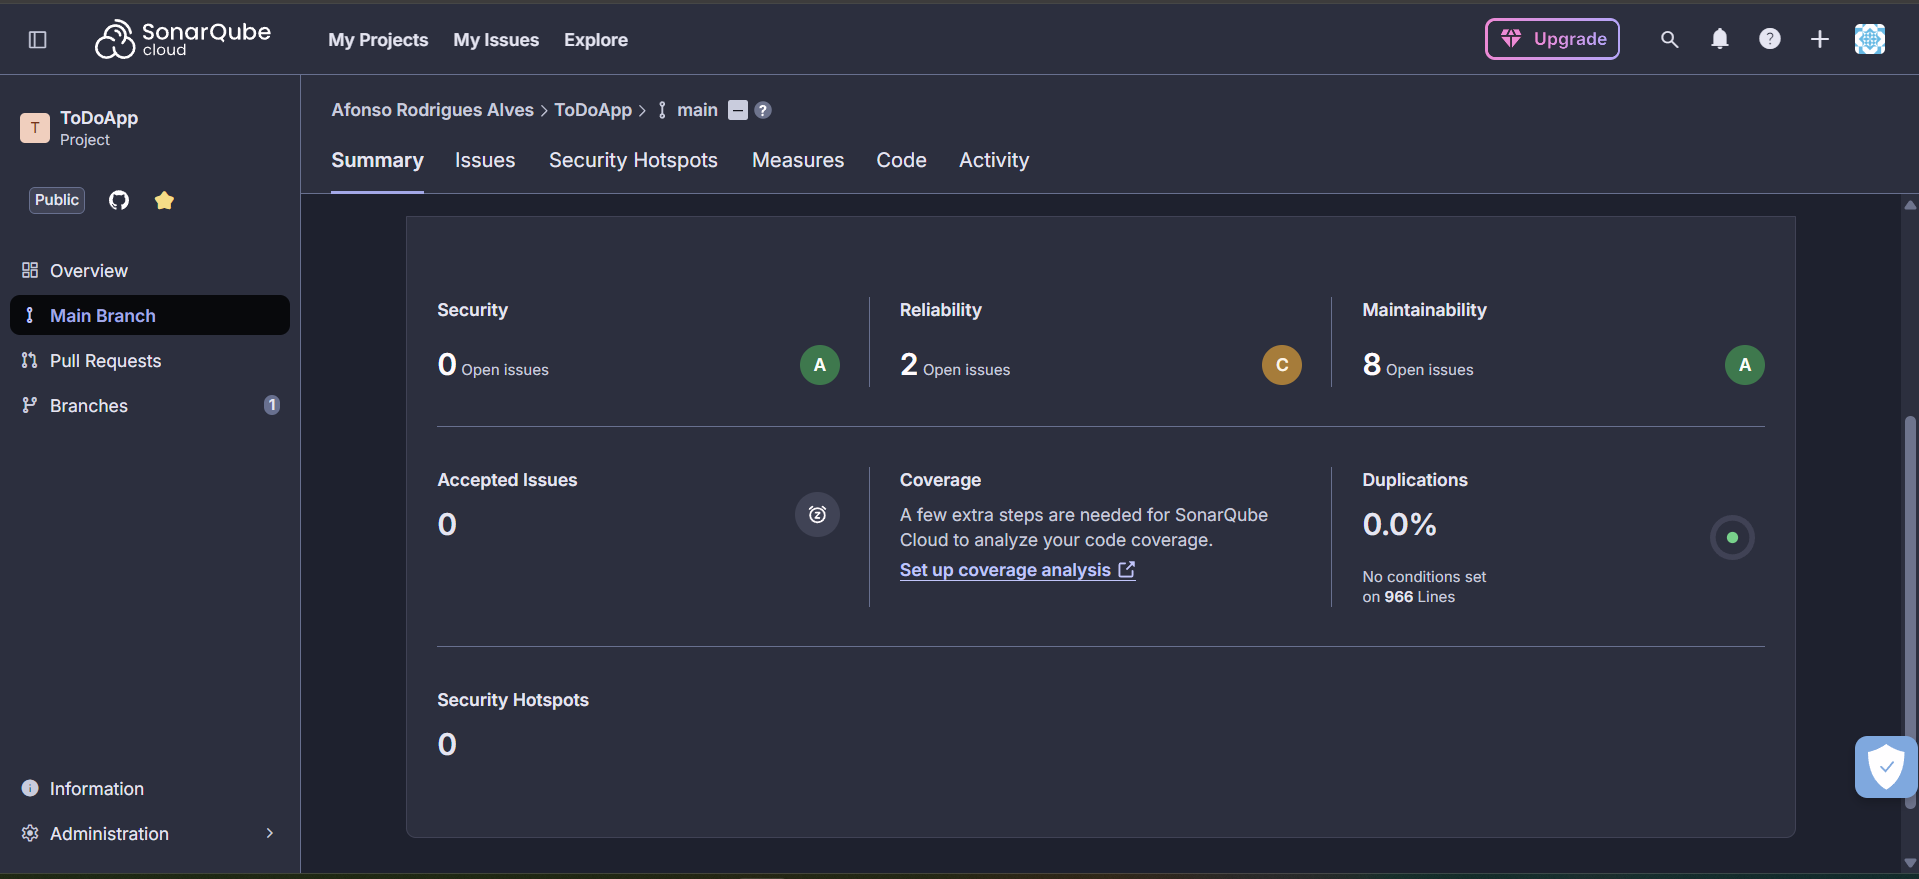 SonarQube
cloud
My Projects
My Issues
Explore
Upgrade
T
ToDoApp
Project
Public
Overview
Main Branch
Pull Requests
Branches
1
Information
Administration
Afonso Rodrigues Alves > ToDoApp > main
Summary
Issues
Security Hotspots
Measures
Code
Activity
Security
0 Open issues
A
Reliability
2 Open issues
C
Maintainability
8 Open issues
A
Accepted Issues
0
Coverage
A few extra steps are needed for SonarQube
Cloud to analyze your code coverage.
Set up coverage analysis
Duplications
0.0%
No conditions set
on 966 Lines
Security Hotspots
0